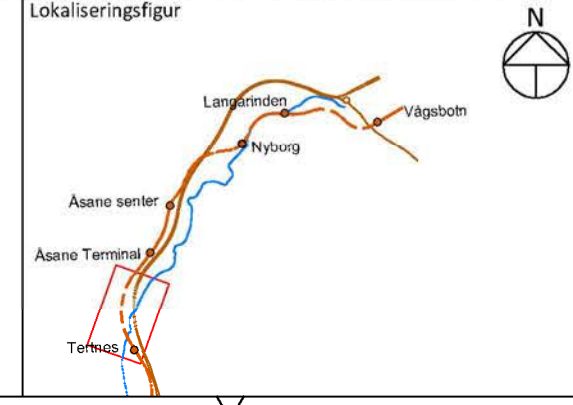 Lokaliseringsfigur
N
Langarinden
Vågsbotn
Nyborg
Åsane senter
Åsane Terminal
Tertnes